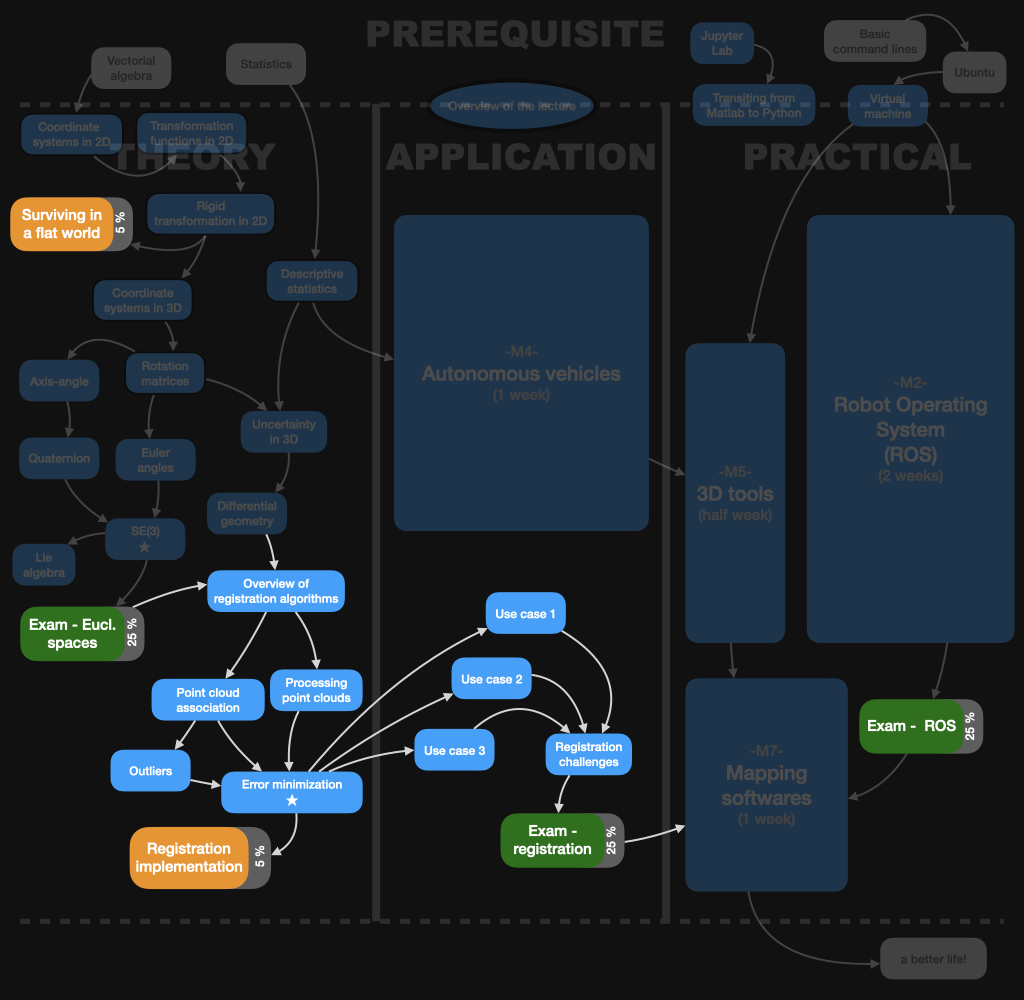 PREREQUISITE
Vectorial
algebra
Statistics
Jupyter
Lab
Basic
command lines
Ubuntu
Overview of the lecture
Transiting from
Matlab to Python
Virtual
machine
THEORY
APPLICATION
PRACTICAL
Coordinate
systems in 2D
Transformation
functions in 2D
Surviving in
a flat world
5 %
Rigid
transformation in 2D
Descriptive
statistics
Coordinate
systems in 3D
Axis-angle
Rotation
matrices
Uncertainty
in 3D
Quaternion
Euler
angles
Differential
geometry
SE(3)
★
Lie
algebra
Overview of
registration algorithms
Exam - Eucl.
spaces
25 %
Point cloud
association
Processing
point clouds
Outliers
Error minimization
★
Registration
implementation
5 %
-M4-
Autonomous vehicles
(1 week)
Use case 1
Use case 2
Use case 3
Registration
challenges
Exam -
registration
25 %
-M5-
3D tools
(half week)
-M2-
Robot Operating
System
(ROS)
(2 weeks)
Exam -  ROS
25 %
-M7-
Mapping
softwares
(1 week)
a better life!